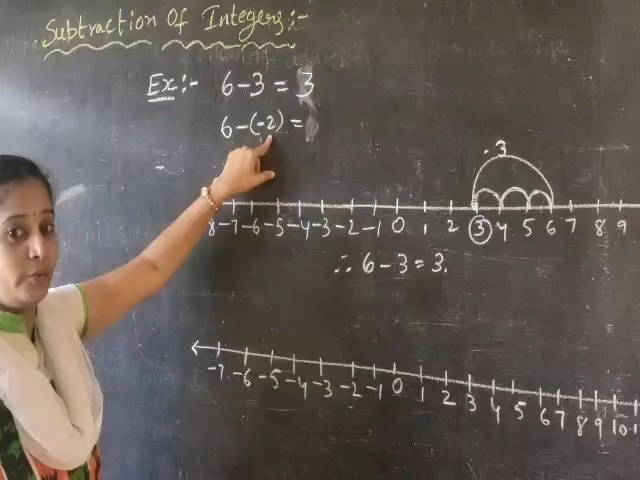 Subtraction Of Integers:-
Ex:- 6-3 = 3
6-(-2) =
-3
8 -7 -6 -5 -4 -3 -2 -1 0 1 2 3 4 5 6 7 8 9
∴ 6-3=3.
-7 -6 -5 -4 -3 -2 -1 0 1 2 3 4 5 6 7 8 9 10